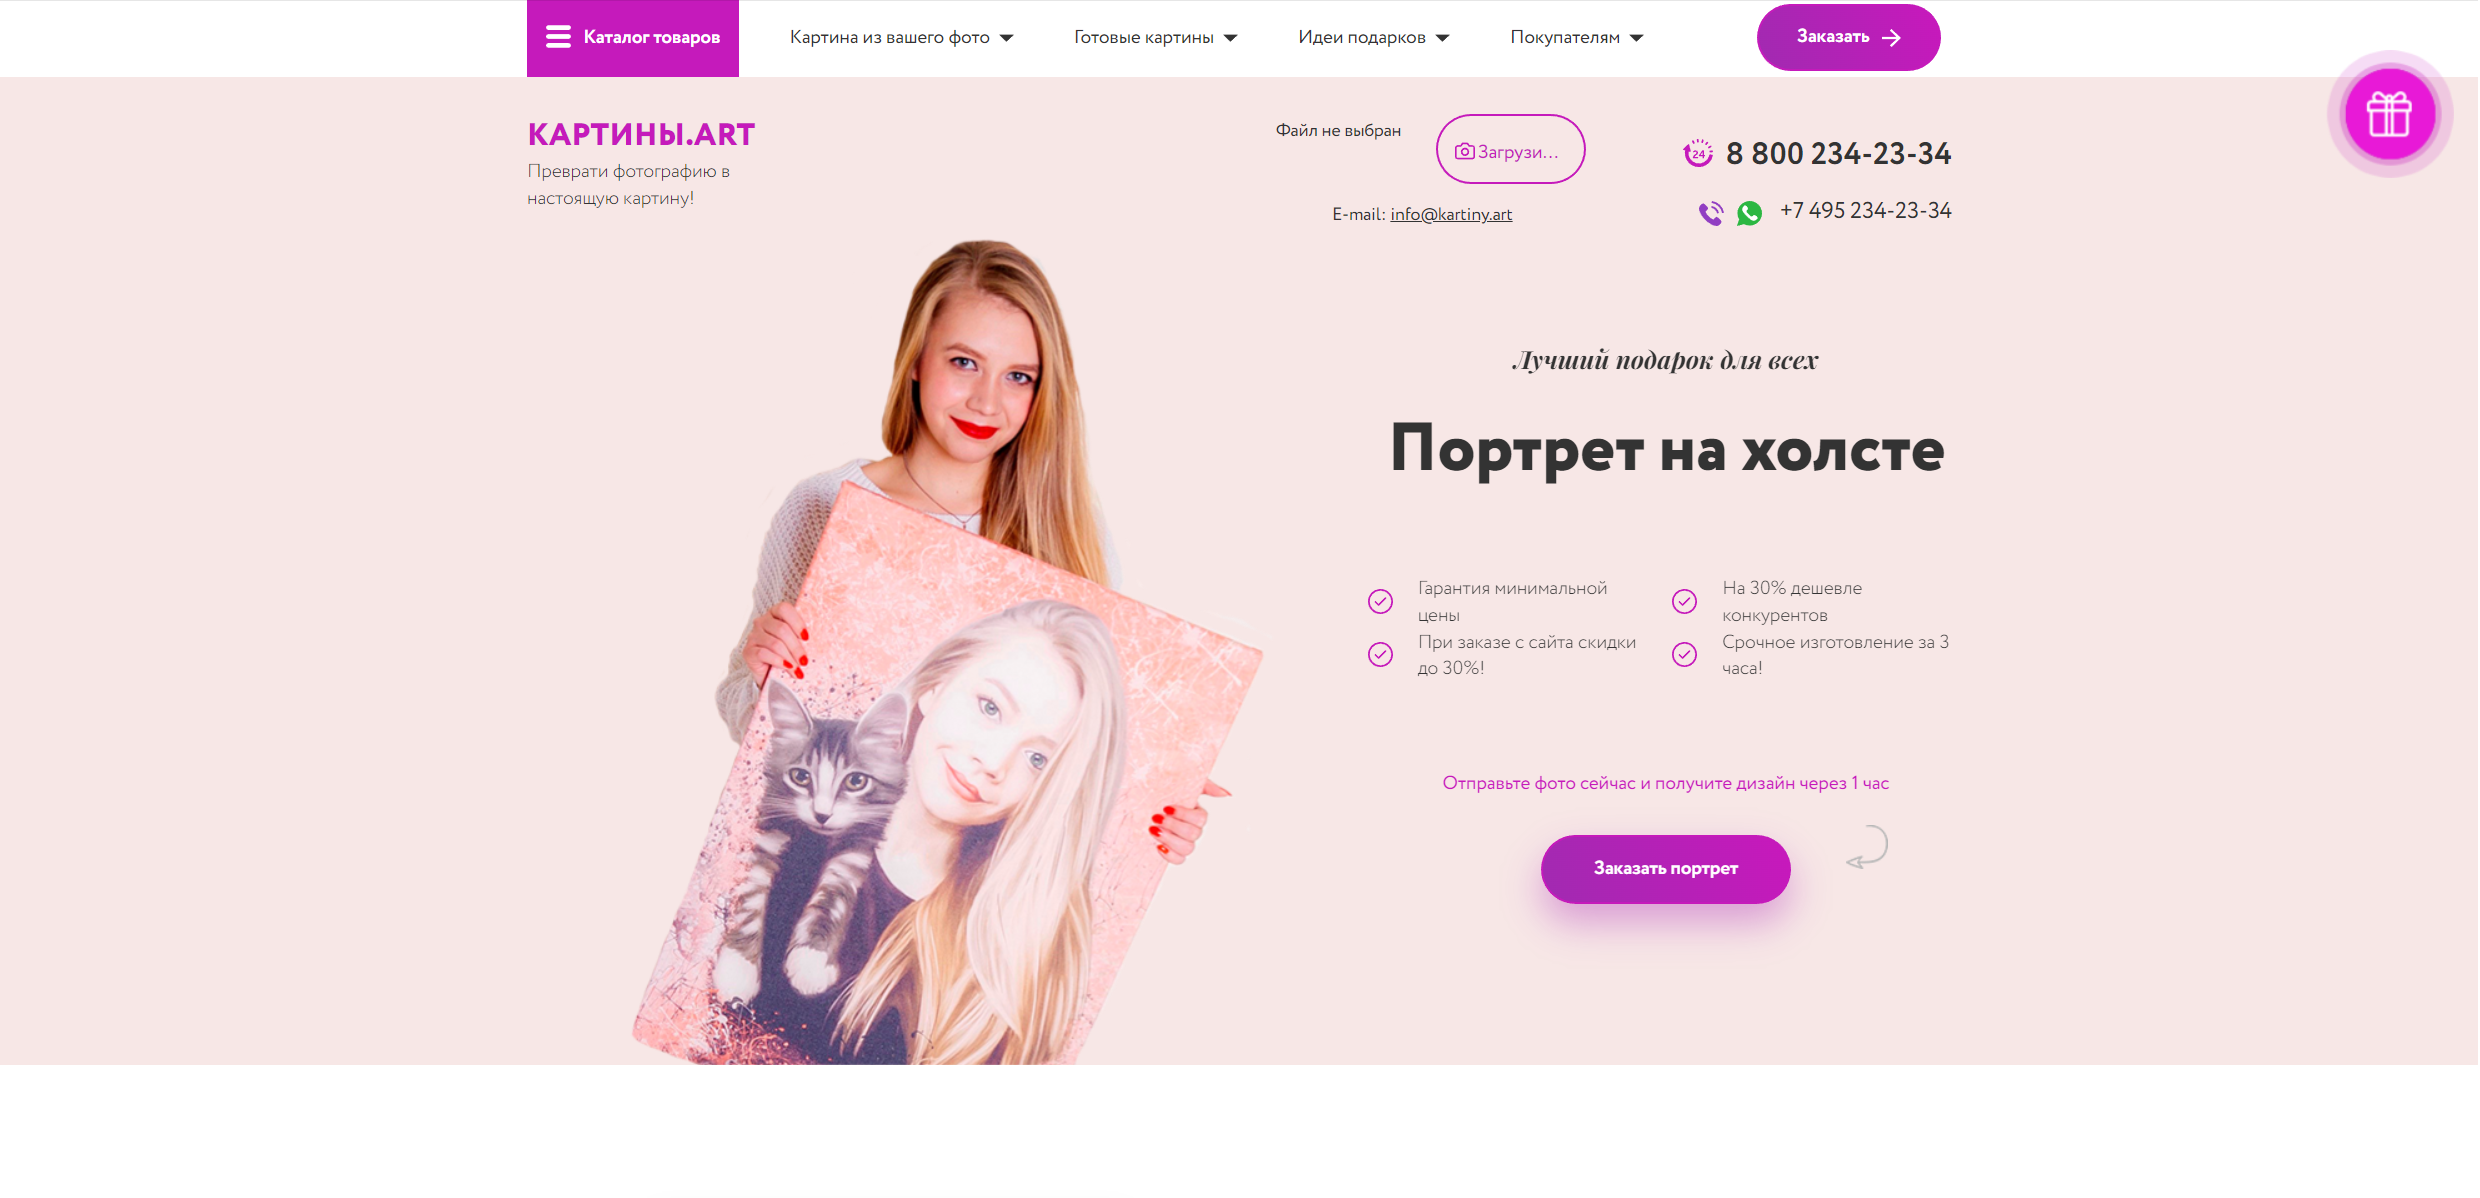 Каталог товаров
Картина из вашего фото
Готовые картины
Идеи подарков
Покупателям
Заказать
КАРТИНЫ.ART
Преврати фотографию в
настоящую картину!
Файл не выбран
Загрузи...
E-mail: info@kartiny.art
24
8 800 234-23-34
+7 495 234-23-34
Лучший подарок для всех
Портрет на холсте
Гарантия минимальной
цены
На 30% дешевле
конкурентов
При заказе с сайта скидки
до 30%!
Срочное изготовление за 3
часа!
Отправьте фото сейчас и получите дизайн через 1 час
Заказать портрет